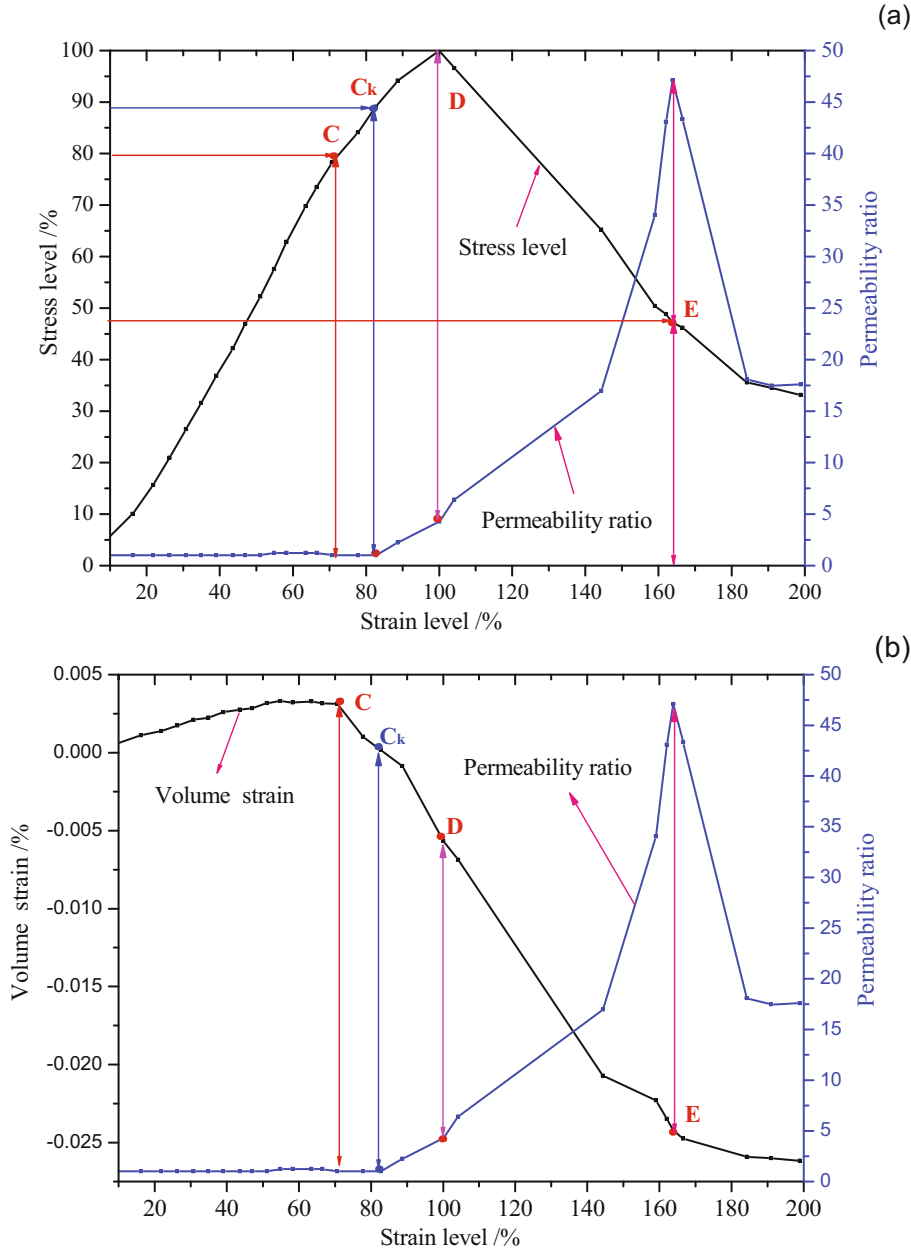 (a)
100
90
80
70
60
50
40
30
20
10
0
Stress level /%
50
45
40
35
30
25
20
15
10
5
0
Permeability ratio
C
Ck
D
E
Stress level
Permeability ratio
20 40 60 80 100 120 140 160 180 200
Strain level /%
(b)
0.005
0.000
-0.005
-0.010
-0.015
-0.020
-0.025
Volume strain /%
50
45
40
35
30
25
20
15
10
5
0
Permeability ratio
C
Ck
D
E
Volume strain
Permeability ratio
20 40 60 80 100 120 140 160 180 200
Strain level /%